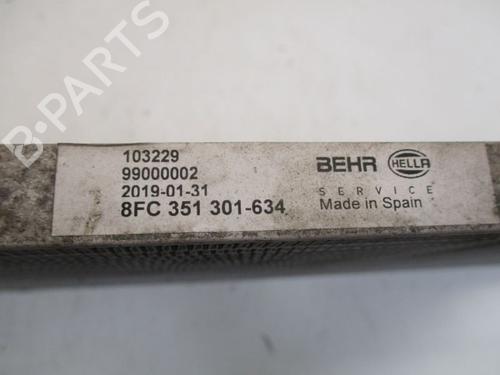 B-PARTS
103229
99000002
2019-01-31
8FC 351 301-634
BEHR HELLA
SERVICE
Made in Spain